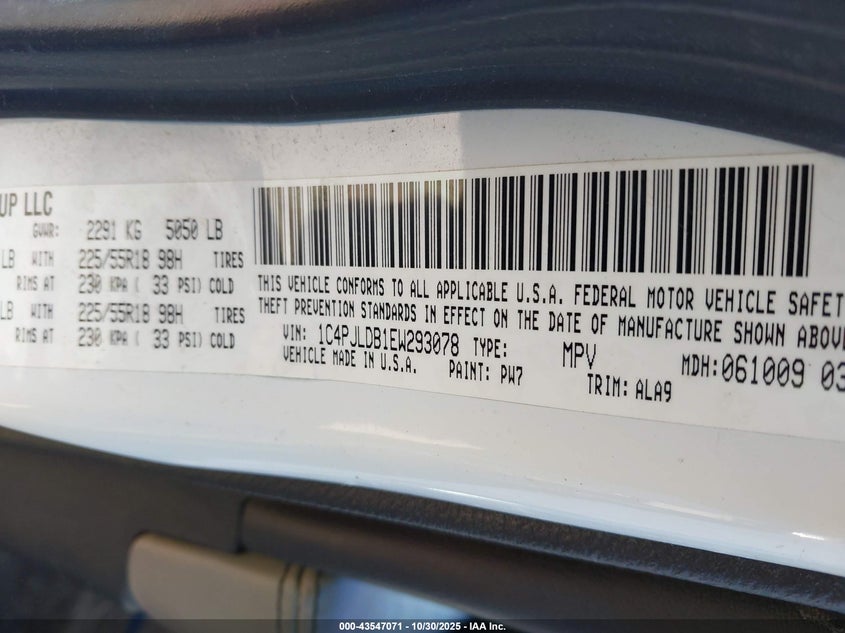 UP LLC
GVWR: 2291 KG 5050 LB
LB WITH 225/55R18 98H TIRES
RIMS AT 230 KPA ( 33 PSI) COLD
LB WITH 225/55R18 98H TIRES
RIMS AT 230 KPA ( 33 PSI) COLD
THIS VEHICLE CONFORMS TO ALL APPLICABLE U.S.A. FEDERAL MOTOR VEHICLE SAFET
THEFT PREVENTION STANDARDS IN EFFECT ON THE DATE OF MANUFACTURE SHOWN ABOVE
VIN: 1C4PJLDB1EW293078 TYPE: MPV MDH: 061009 03
VEHICLE MADE IN U.S.A. PAINT: PW7 TRIM: ALA9
000-43547071 - 10/30/2025 - IAA Inc.